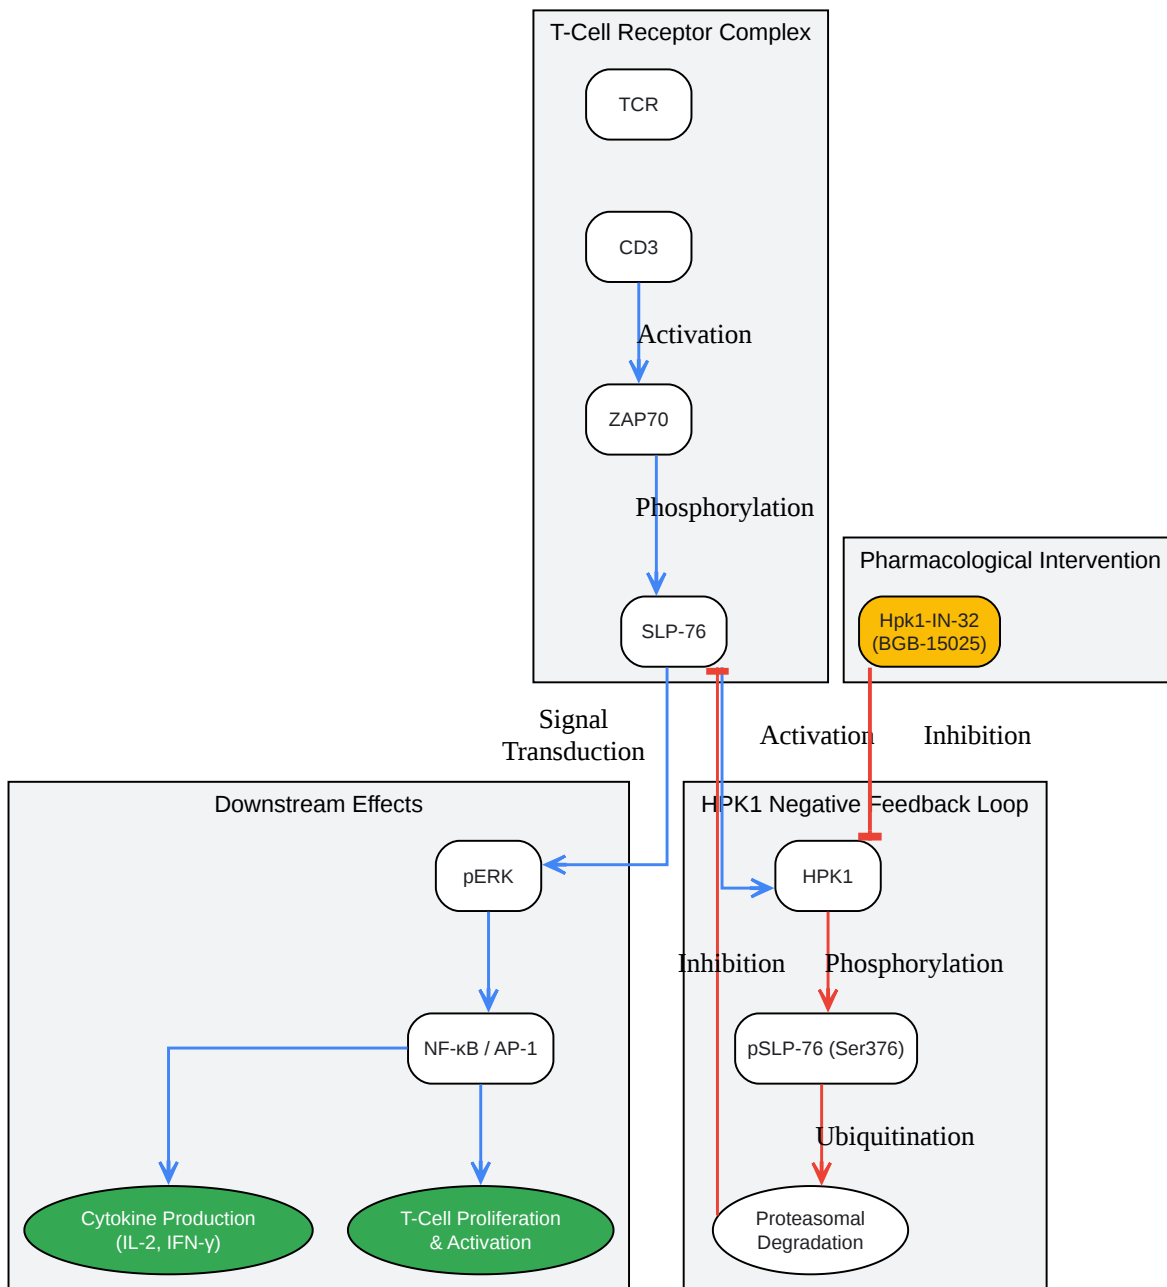 T-Cell Receptor Complex
TCR
CD3
Activation
ZAP70
Phosphorylation
SLP-76
Pharmacological Intervention
Hpk1-IN-32
(BGB-15025)
Signal
Transduction
Activation
Inhibition
Downstream Effects
pERK
NF-κB / AP-1
Cytokine Production
(IL-2, IFN-γ)
T-Cell Proliferation
& Activation
HPK1 Negative Feedback Loop
HPK1
Inhibition
Phosphorylation
pSLP-76 (Ser376)
Ubiquitination
Proteasomal
Degradation